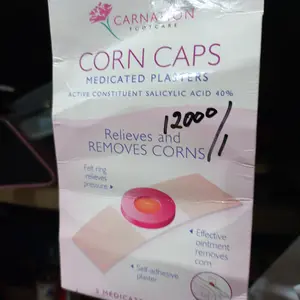 CARNATION
FOOTCARE
CORN CAPS
MEDICATED PLASTERS
ACTIVE CONSTITUENT SALICYLIC ACID 40%
12000/1
Relieves and
REMOVES CORNS
Felt ring
relieves
pressure
Effective
ointment
removes
corn
Self-adhesive
plaster